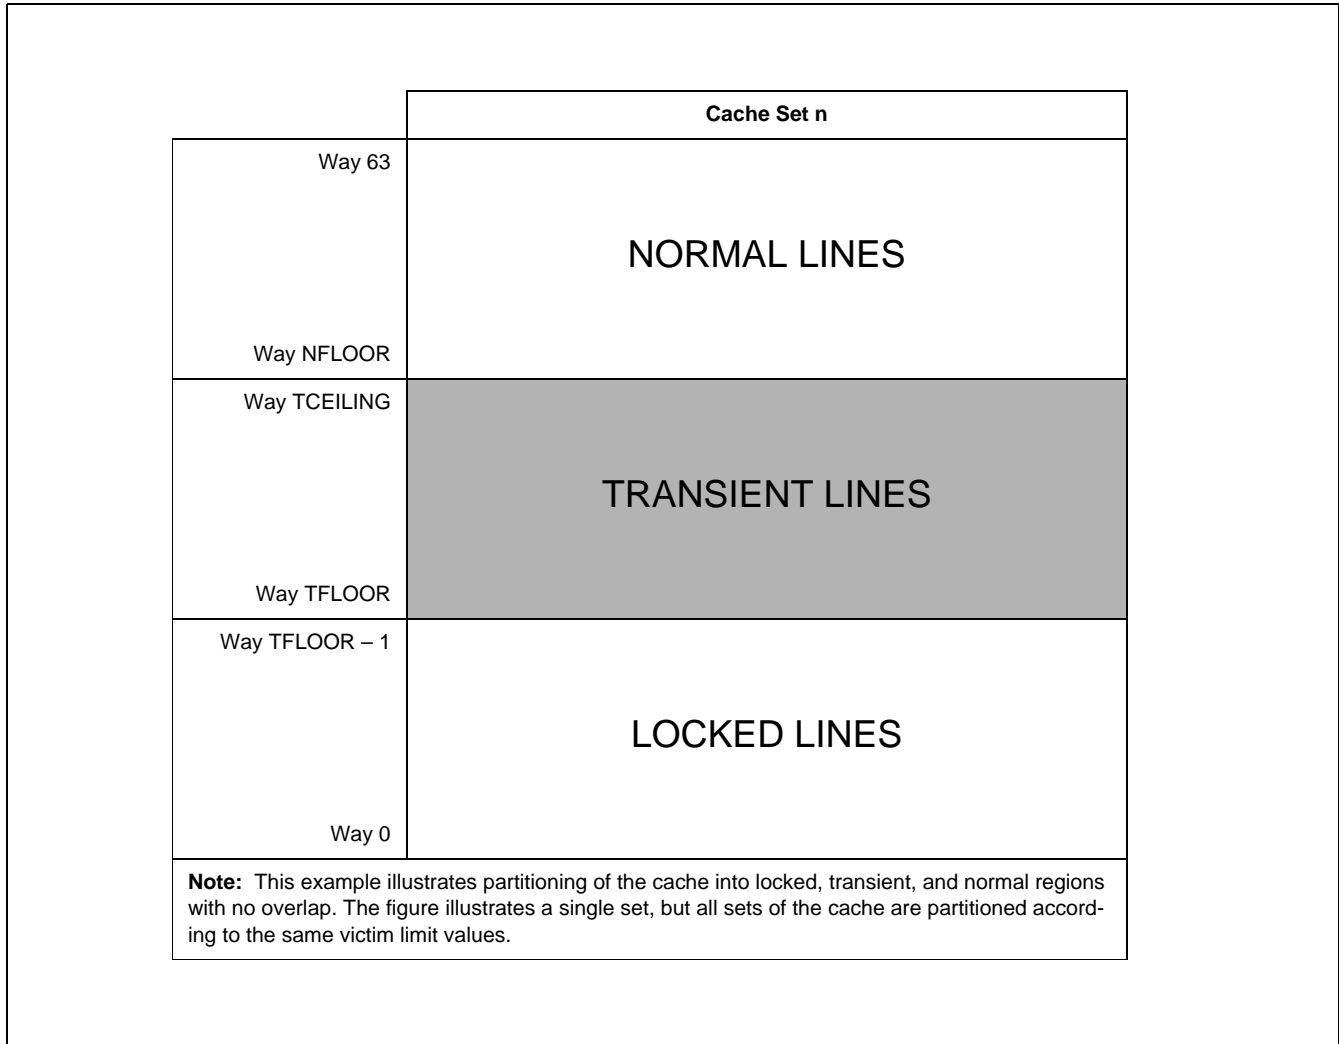 Cache Set n
Way 63
NORMAL LINES
Way NFLOOR
Way TCEILING
TRANSIENT LINES
Way TFLOOR
Way TFLOOR – 1
LOCKED LINES
Way 0
Note: This example illustrates partitioning of the cache into locked, transient, and normal regions
with no overlap. The figure illustrates a single set, but all sets of the cache are partitioned accord-
ing to the same victim limit values.